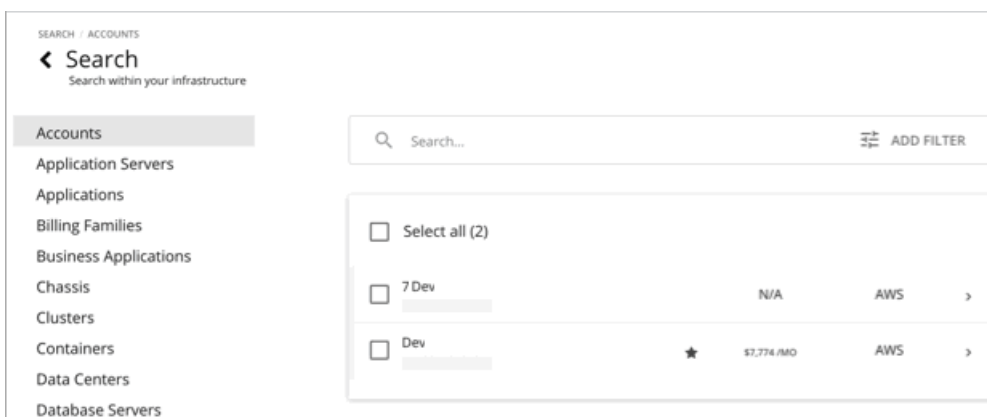 SEARCH / ACCOUNTS
Search
Search within your infrastructure
Accounts
Application Servers
Applications
Billing Families
Business Applications
Chassis
Clusters
Containers
Data Centers
Database Servers
Search...
ADD FILTER
Select all (2)
7 Dev
N/A
AWS
Dev
$7,774 /MO
AWS